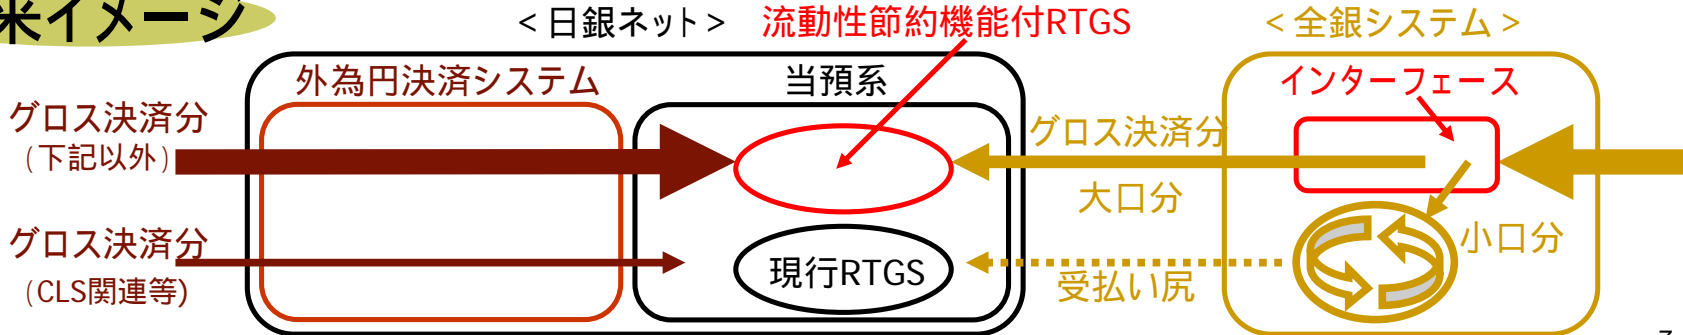 来イメージ
<日銀ネット>
流動性節約機能付RTGS
<全銀システム>
外為円決済システム
当預系
インターフェース
グロス決済分
(下記以外)
グロス決済分
大口分
小口分
グロス決済分
(CLS関連等)
現行RTGS
受払い尻